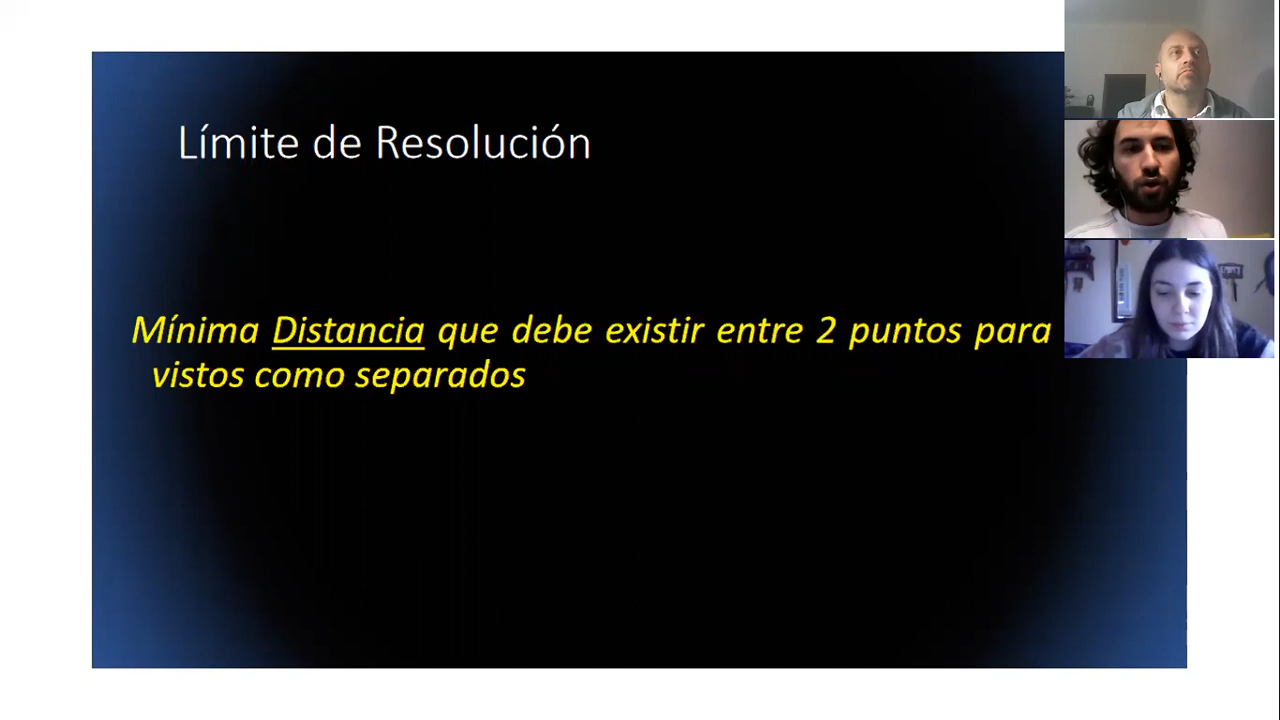 Límite de Resolución
Mínima Distancia que debe existir entre 2 puntos para
vistos como separados